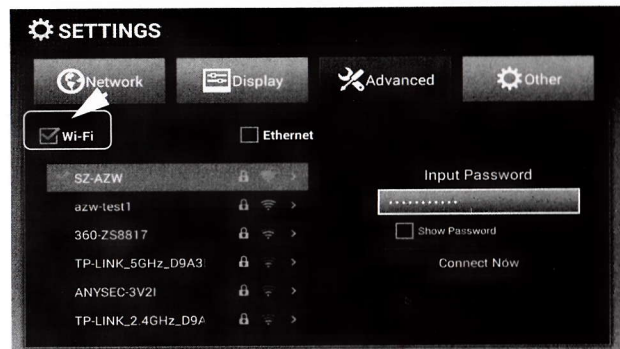 SETTINGS
Network Display Advanced Other
Wi-Fi Ethernet
SZ-AZW
azw-test1
360-ZS8817
TP-LINK_5GHz_D9A3
ANYSEC-3V2I
TP-LINK_2.4GHz_D9A
Input Password
...........
Show Password
Connect Now